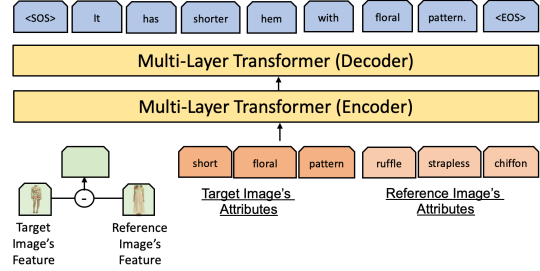 <SOS> It has shorter hem with floral pattern. <EOS>
Multi-Layer Transformer (Decoder)
Multi-Layer Transformer (Encoder)
short floral pattern ruffle strapless chiffon
Target Image's
Attributes
Reference Image's
Attributes
-
Target
Image's
Feature
Reference
Image's
Feature